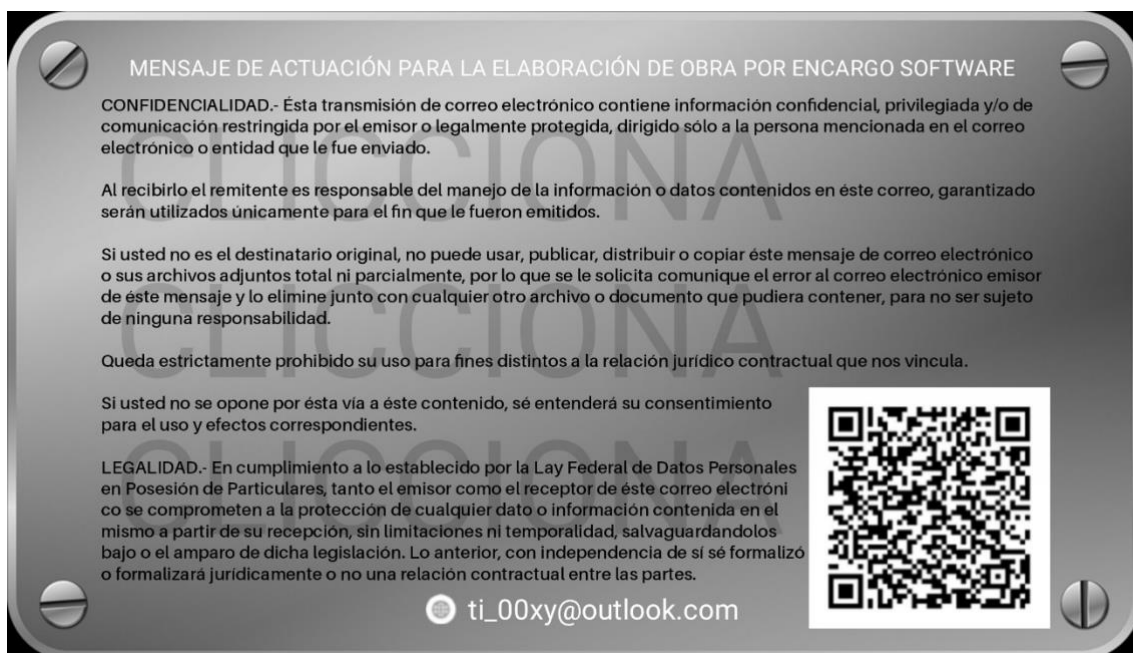 MENSAJE DE ACTUACIÓN PARA LA ELABORACIÓN DE OBRA POR ENCARGO SOFTWARE
CONFIDENCIALIDAD.- Ésta transmisión de correo electrónico contiene información confidencial, privilegiada y/o de
comunicación restringida por el emisor o legalmente protegida, dirigido sólo a la persona mencionada en el correo
electrónico o entidad que le fue enviado.
Al recibirlo el remitente es responsable del manejo de la información o datos contenidos en éste correo, garantizado
serán utilizados únicamente para el fin que le fueron emitidos.
Si usted no es el destinatario original, no puede usar, publicar, distribuir o copiar éste mensaje de correo electrónico
o sus archivos adjuntos total ni parcialmente, por lo que se le solicita comunique el error al correo electrónico emisor
de éste mensaje y lo elimine junto con cualquier otro archivo o documento que pudiera contener, para no ser sujeto
de ninguna responsabilidad.
Queda estrictamente prohibido su uso para fines distintos a la relación jurídico contractual que nos vincula.
Si usted no se opone por ésta vía a éste contenido, sé entenderá su consentimiento
para el uso y efectos correspondientes.
LEGALIDAD.- En cumplimiento a lo establecido por la Lay Federal de Datos Personales
en Posesión de Particulares, tanto el emisor como el receptor de éste correo electróni
co se comprometen a la protección de cualquier dato o información contenida en el
mismo a partir de su recepción, sin limitaciones ni temporalidad, salvaguardandolos
bajo o el amparo de dicha legislación. Lo anterior, con independencia de sí sé formalizó
o formalizará jurídicamente o no una relación contractual entre las partes.
ti_00xy@outlook.com
CLICCIONA
CLICCIONA
CLICCIONA